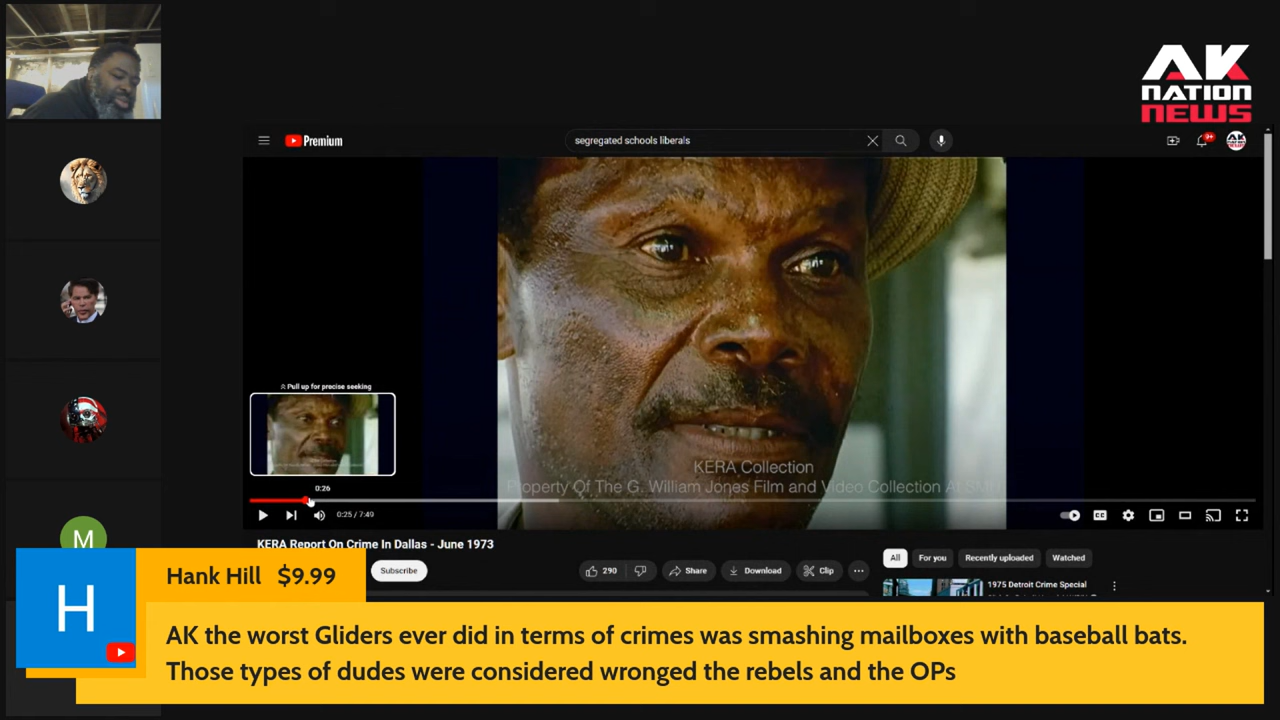 AK
NATION
NEWS
Premium
segregated schools liberals
9+
Pull up for precise seeking
0:26
KERA Collection
Property Of The G. William Jones Film and Video Collection At SMU
0:25 / 7:49
CC
KERA Report On Crime In Dallas - June 1973
Subscribe
290
Share
Download
Clip
All
For you
Recently uploaded
Watched
1975 Detroit Crime Special
M
H
Hank Hill $9.99
AK the worst Gliders ever did in terms of crimes was smashing mailboxes with baseball bats.
Those types of dudes were considered wronged the rebels and the OPs